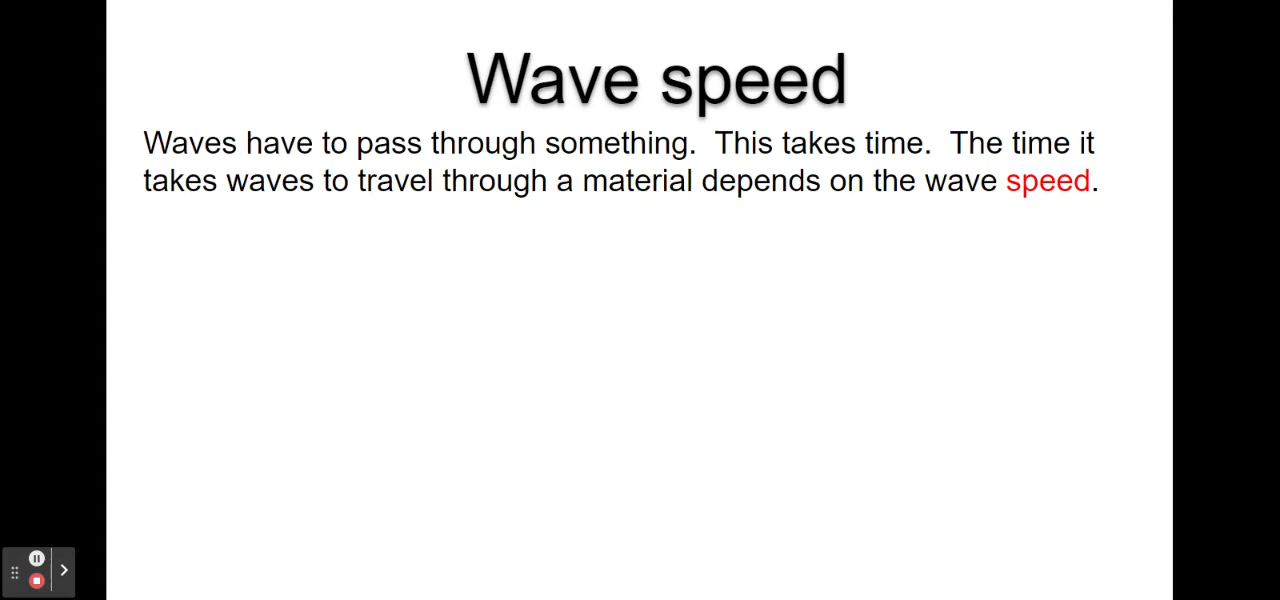 Wave speed
Waves have to pass through something.  This takes time.  The time it
takes waves to travel through a material depends on the wave speed.